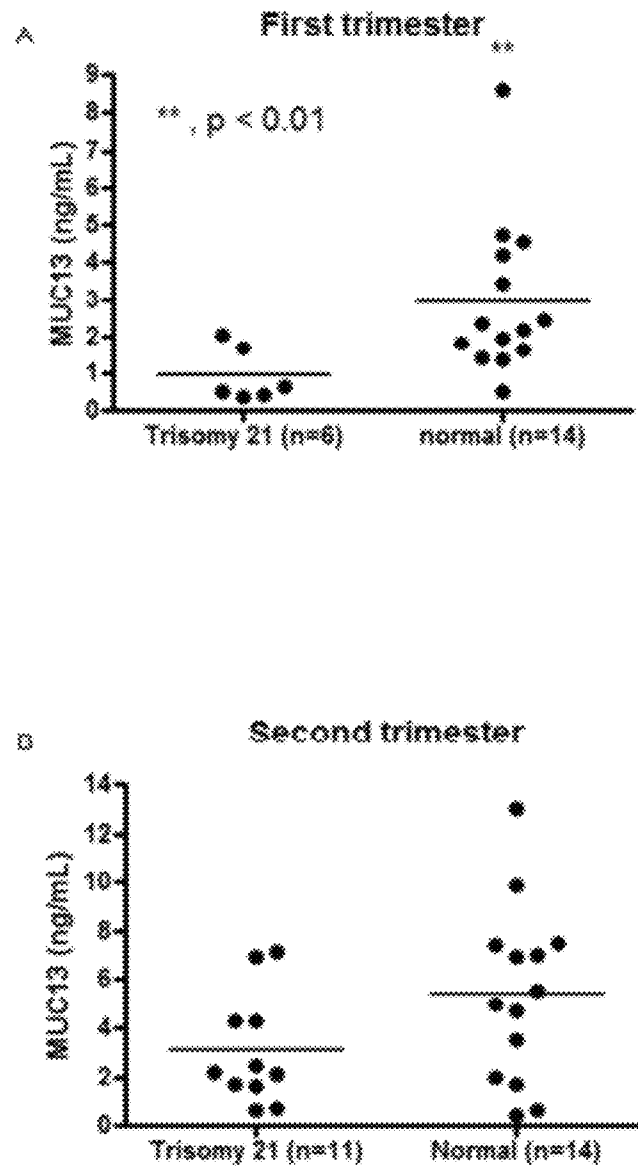 A
First trimester
**
9
** , p < 0.01
8
7
6
5
4
3
2
1
0
MUC13 (ng/mL)
Trisomy 21 (n=6)
normal (n=14)
B
Second trimester
14
12
10
8
6
4
2
0
MUC13 (ng/mL)
Trisomy 21 (n=11)
Normal (n=14)